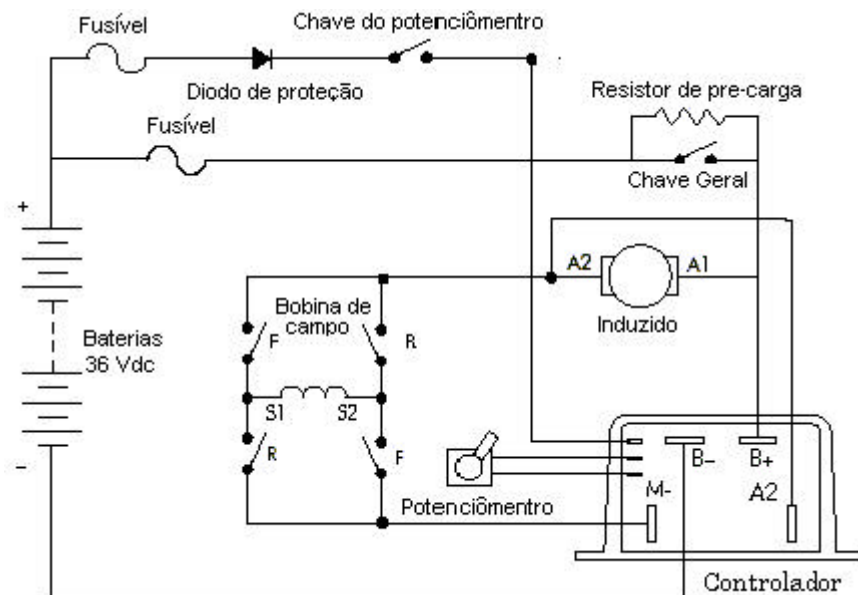 Fusível
Chave do potenciômetro
Diodo de proteção
Resistor de pre-carga
Fusível
Chave Geral
+
A2
A1
Induzido
Bobina de
campo
F
R
Baterias
36 Vdc
S1
S2
R
F
B-
B+
M-
A2
Potenciômentro
-
Controlador